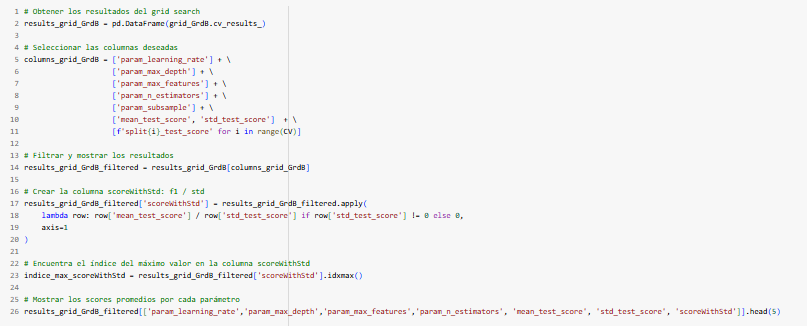 1 # Obtener los resultados del grid search
2 results_grid_GrdB = pd.DataFrame(grid_GrdB.cv_results_)
3
4 # Seleccionar las columnas deseadas
5 columns_grid_GrdB = ['param_learning_rate'] + \
6 ['param_max_depth'] + \
7 ['param_max_features'] + \
8 ['param_n_estimators'] + \
9 ['param_subsample'] + \
10 ['mean_test_score', 'std_test_score'] + \
11 [f'split{i}_test_score' for i in range(CV)]
12
13 # Filtrar y mostrar los resultados
14 results_grid_GrdB_filtered = results_grid_GrdB[columns_grid_GrdB]
15
16 # Crear la columna scoreWithStd: f1 / std
17 results_grid_GrdB_filtered['scoreWithStd'] = results_grid_GrdB_filtered.apply(
18 lambda row: row['mean_test_score'] / row['std_test_score'] if row['std_test_score'] != 0 else 0,
19 axis=1
20 )
21
22 # Encuentra el índice del máximo valor en la columna scoreWithStd
23 indice_max_scoreWithStd = results_grid_GrdB_filtered['scoreWithStd'].idxmax()
24
25 # Mostrar los scores promedios por cada parámetro
26 results_grid_GrdB_filtered[['param_learning_rate','param_max_depth','param_max_features','param_n_estimators', 'mean_test_score', 'std_test_score', 'scoreWithStd']].head(5)